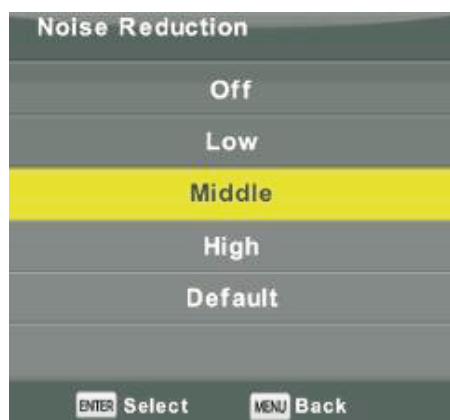 Noise Reduction
Off
Low
Middle
High
Default
ENTER Select MENU Back